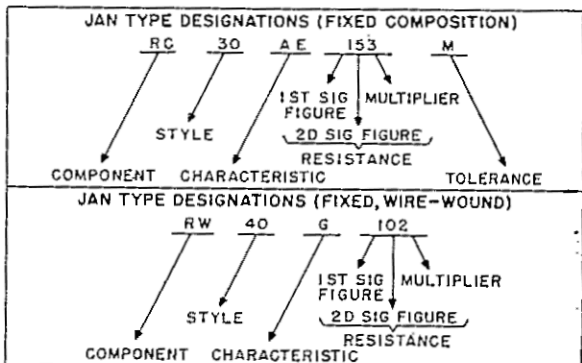 JAN TYPE DESIGNATIONS (FIXED COMPOSITION)
RC 30 AE 153 M
1ST SIG FIGURE MULTIPLIER
2D SIG FIGURE
STYLE
RESISTANCE
COMPONENT CHARACTERISTIC TOLERANCE
JAN TYPE DESIGNATIONS (FIXED, WIRE-WOUND)
RW 40 G 102
1ST SIG FIGURE MULTIPLIER
STYLE
2D SIG FIGURE
RESISTANCE
COMPONENT CHARACTERISTIC